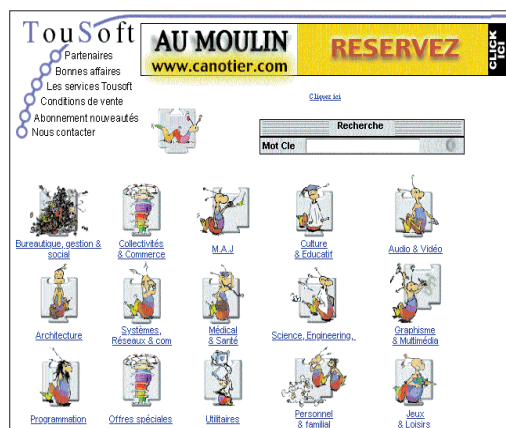 TouSoft
Partenaires
Bonnes affaires
Les services Tousoft
Conditions de vente
Abonnement nouveautés
Nous contacter
AU MOULIN
www.canotier.com
RESERVEZ
CLICK
ICI
Cliquez ici
Recherche
Mot Cle
Bureautique, gestion &
social
Collectivités
& Commerce
M.A.J
Culture
& Educatif
Audio & Vidéo
Architecture
Systèmes,
Réseaux & com
Médical
& Santé
Science, Engineering,
Graphisme
& Multimédia
Programmation
Offres spéciales
Utilitaires
Personnel
& familial
Jeux
& Loisirs